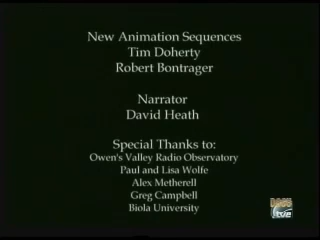 New Animation Sequences
Tim Doherty
Robert Bontrager
Narrator
David Heath
Special Thanks to:
Owen's Valley Radio Observatory
Paul and Lisa Wolfe
Alex Metherell
Greg Campbell
Biola University
tve